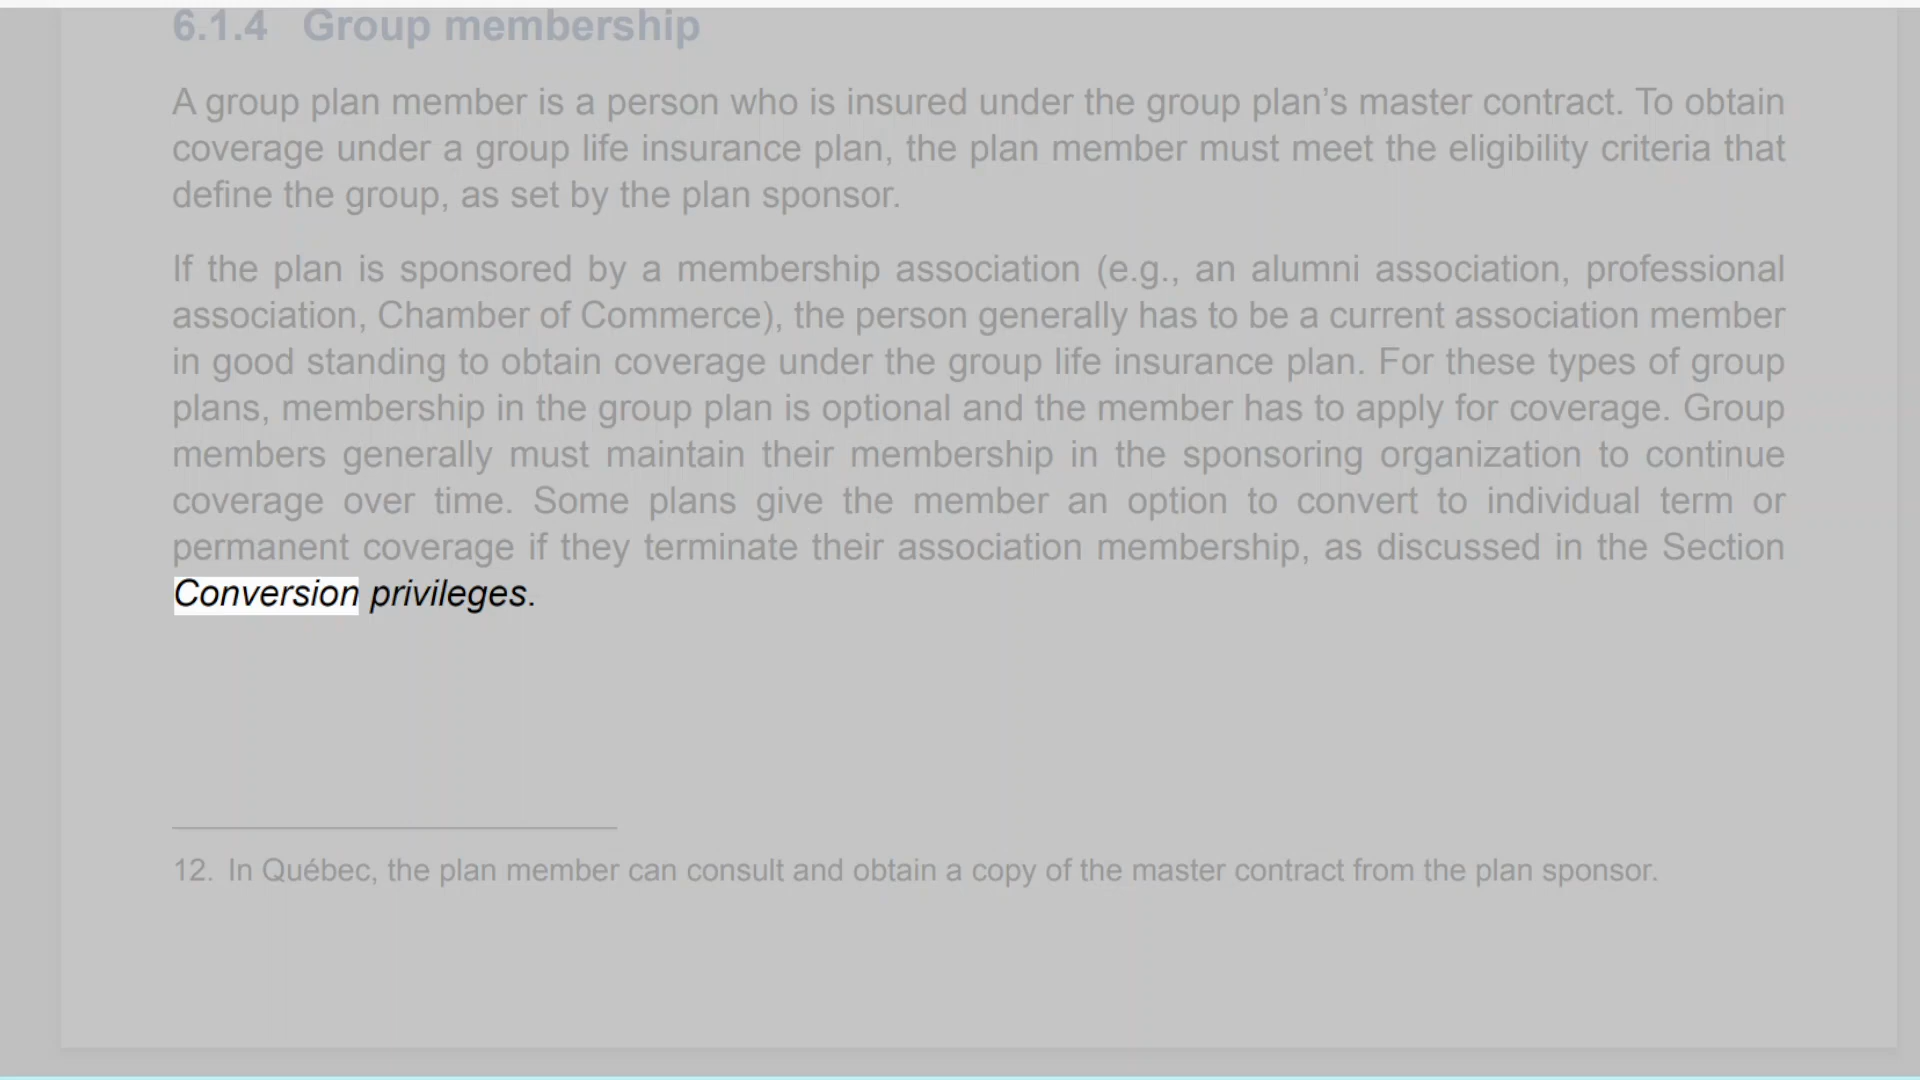 6.1.4 Group membership
A group plan member is a person who is insured under the group plan’s master contract. To obtain
coverage under a group life insurance plan, the plan member must meet the eligibility criteria that
define the group, as set by the plan sponsor.
If the plan is sponsored by a membership association (e.g., an alumni association, professional
association, Chamber of Commerce), the person generally has to be a current association member
in good standing to obtain coverage under the group life insurance plan. For these types of group
plans, membership in the group plan is optional and the member has to apply for coverage. Group
members generally must maintain their membership in the sponsoring organization to continue
coverage over time. Some plans give the member an option to convert to individual term or
permanent coverage if they terminate their association membership, as discussed in the Section
Conversion privileges.
12. In Québec, the plan member can consult and obtain a copy of the master contract from the plan sponsor.